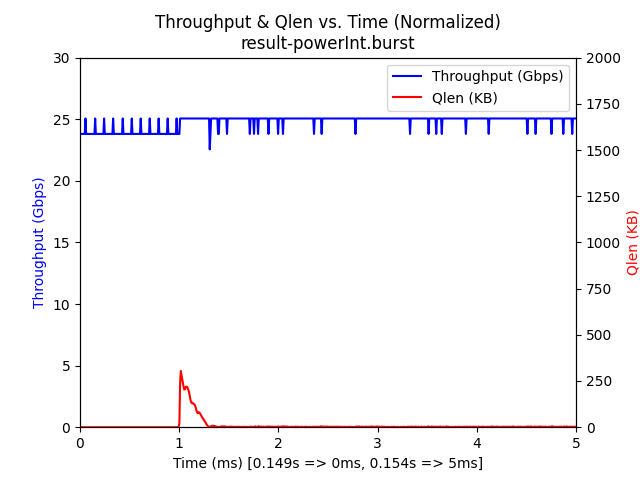 Throughput & Qlen vs. Time (Normalized)
result-powerInt.burst
Throughput (Gbps)
Qlen (KB)
30
25
20
15
10
5
0
Throughput (Gbps)
2000
1750
1500
1250
1000
750
500
250
0
Qlen (KB)
0 1 2 3 4 5
Time (ms) [0.149s => 0ms, 0.154s => 5ms]